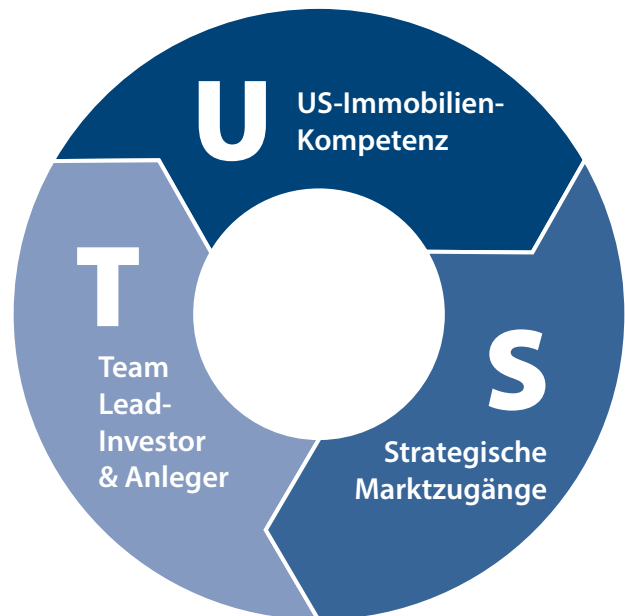 U
US-Immobilien-
Kompetenz
S
Strategische
Marktzugänge
T
Team
Lead-
Investor
& Anleger